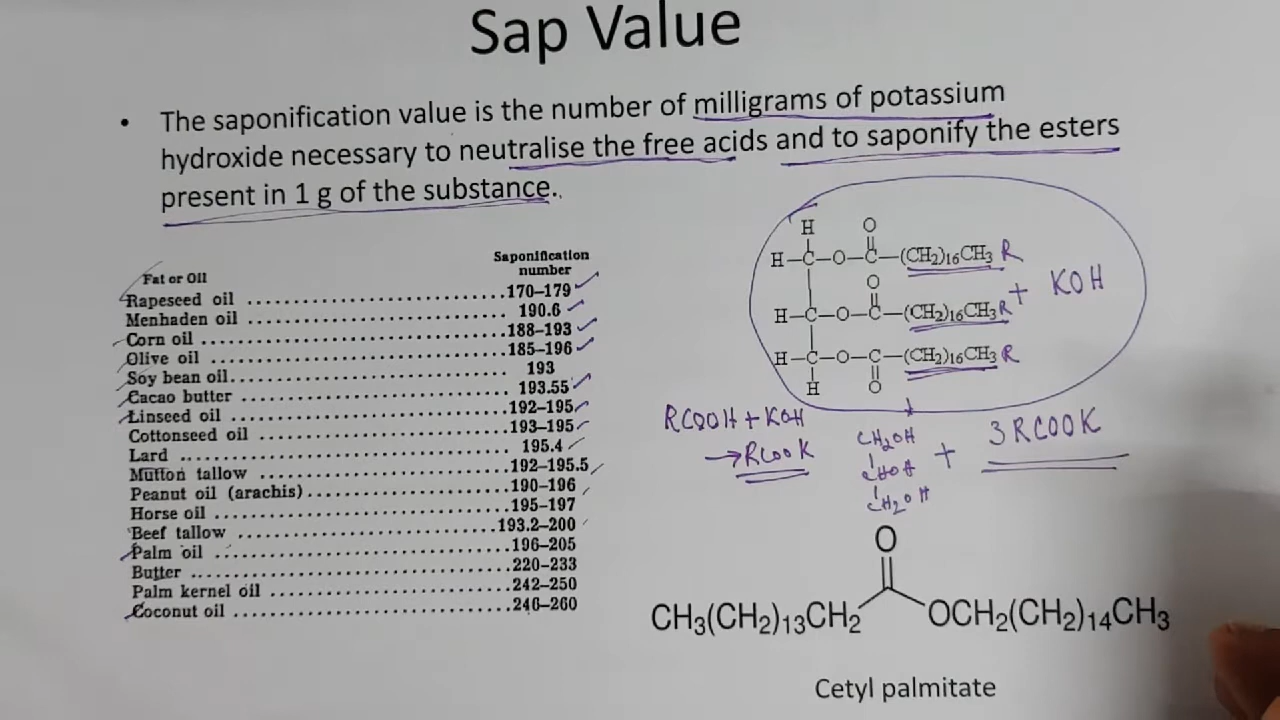 Sap Value
• The saponification value is the number of milligrams of potassium
hydroxide necessary to neutralise the free acids and to saponify the esters
present in 1 g of the substance..
Fat or Oil Saponification
number
Rapeseed oil ..............................170–179
Menhaden oil .............................. 190.6
Corn oil ..............................188–193
Olive oil ..............................185–196
Soy bean oil.............................. 193
Cacao butter .............................. 193.55
Linseed oil ..............................192–195
Cottonseed oil ..............................193–195
Lard .............................. 195.4
Mutton tallow ..............................192–195.5
Peanut oil (arachis)..............................190–196
Horse oil ..............................195–197
Beef tallow ..............................193.2–200
Palm oil ..............................196–205
Butter ..............................220–233
Palm kernel oil ..............................242–250
Coconut oil ..............................246–260
H O
H–C–O–C–(CH2)16CH3 R
O
H–C–O–C–(CH2)16CH3 R + KOH
H–C–O–C–(CH2)16CH3 R
H O
RCOOH + KOH
→RCOOK
CH2OH
CHOH + 3RCOOK
CH2OH
O
CH3(CH2)13CH2 OCH2(CH2)14CH3
Cetyl palmitate